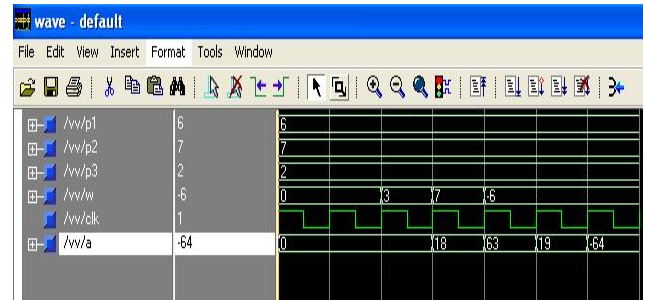 wave - default
File Edit View Insert Format Tools Window
/vv/p1 6 6
/vv/p2 7 7
/vv/p3 2 2
/vv/w -6 0 3 7 -6
/vv/clk 1
/vv/a -64 0 18 63 19 -64